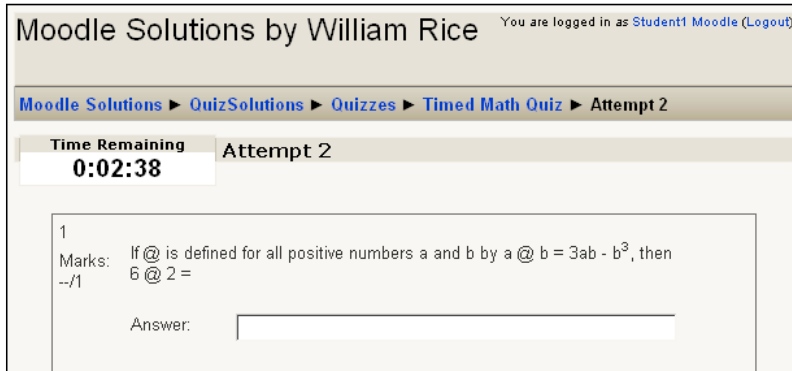 Moodle Solutions by William Rice
You are logged in as Student1 Moodle (Logout)
Moodle Solutions ► QuizSolutions ► Quizzes ► Timed Math Quiz ► Attempt 2
Time Remaining
0:02:38
Attempt 2
1
Marks:
--/1
If @ is defined for all positive numbers a and b by a @ b = 3ab - b³, then
6 @ 2 =
Answer: